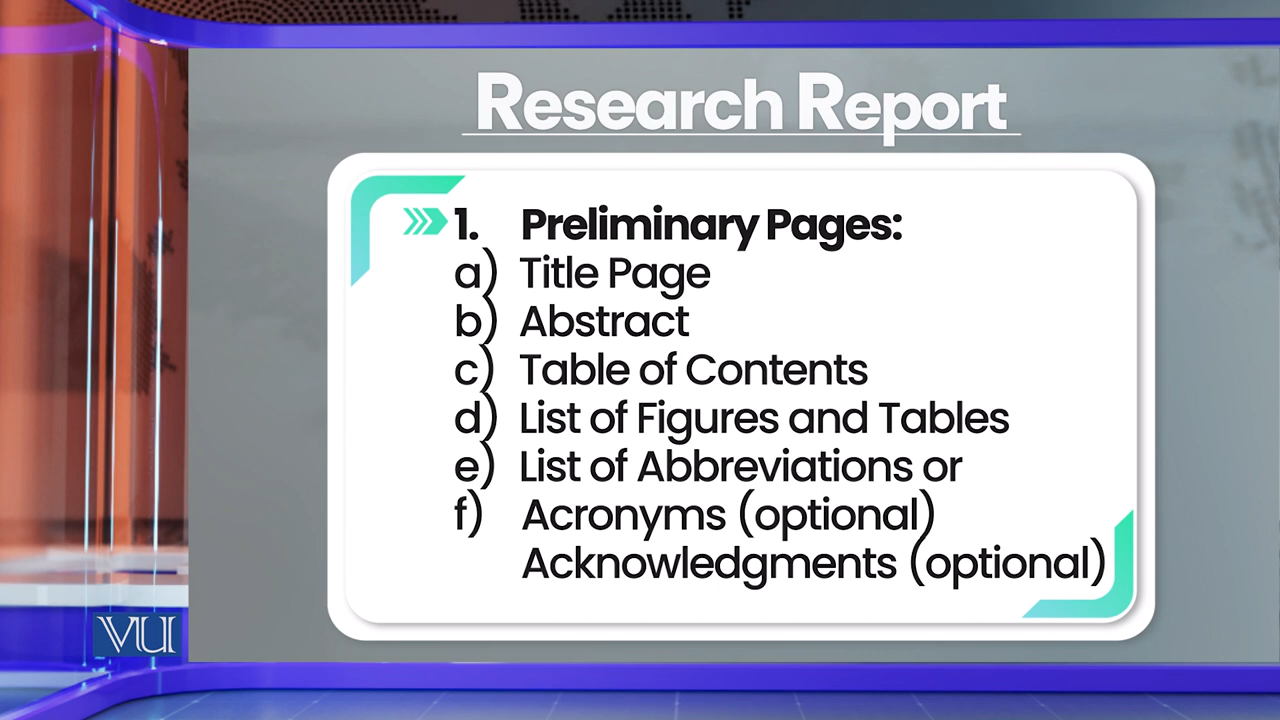 Research Report
1. Preliminary Pages:
a) Title Page
b) Abstract
c) Table of Contents
d) List of Figures and Tables
e) List of Abbreviations or
f) Acronyms (optional)
Acknowledgments (optional)
VU